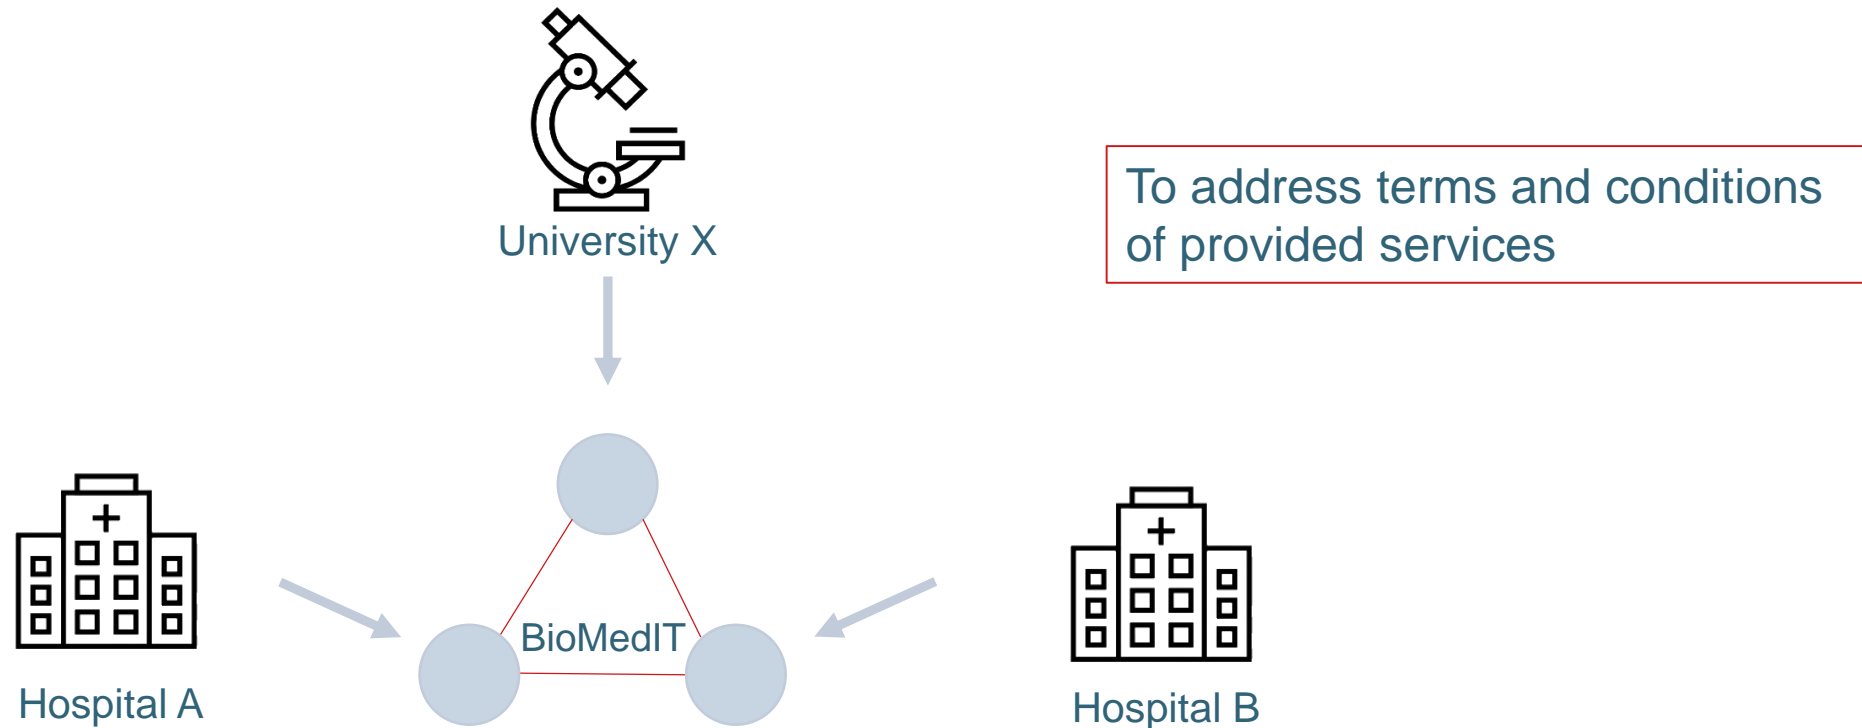 University X
To address terms and conditions
of provided services
BioMedIT
Hospital A
Hospital B